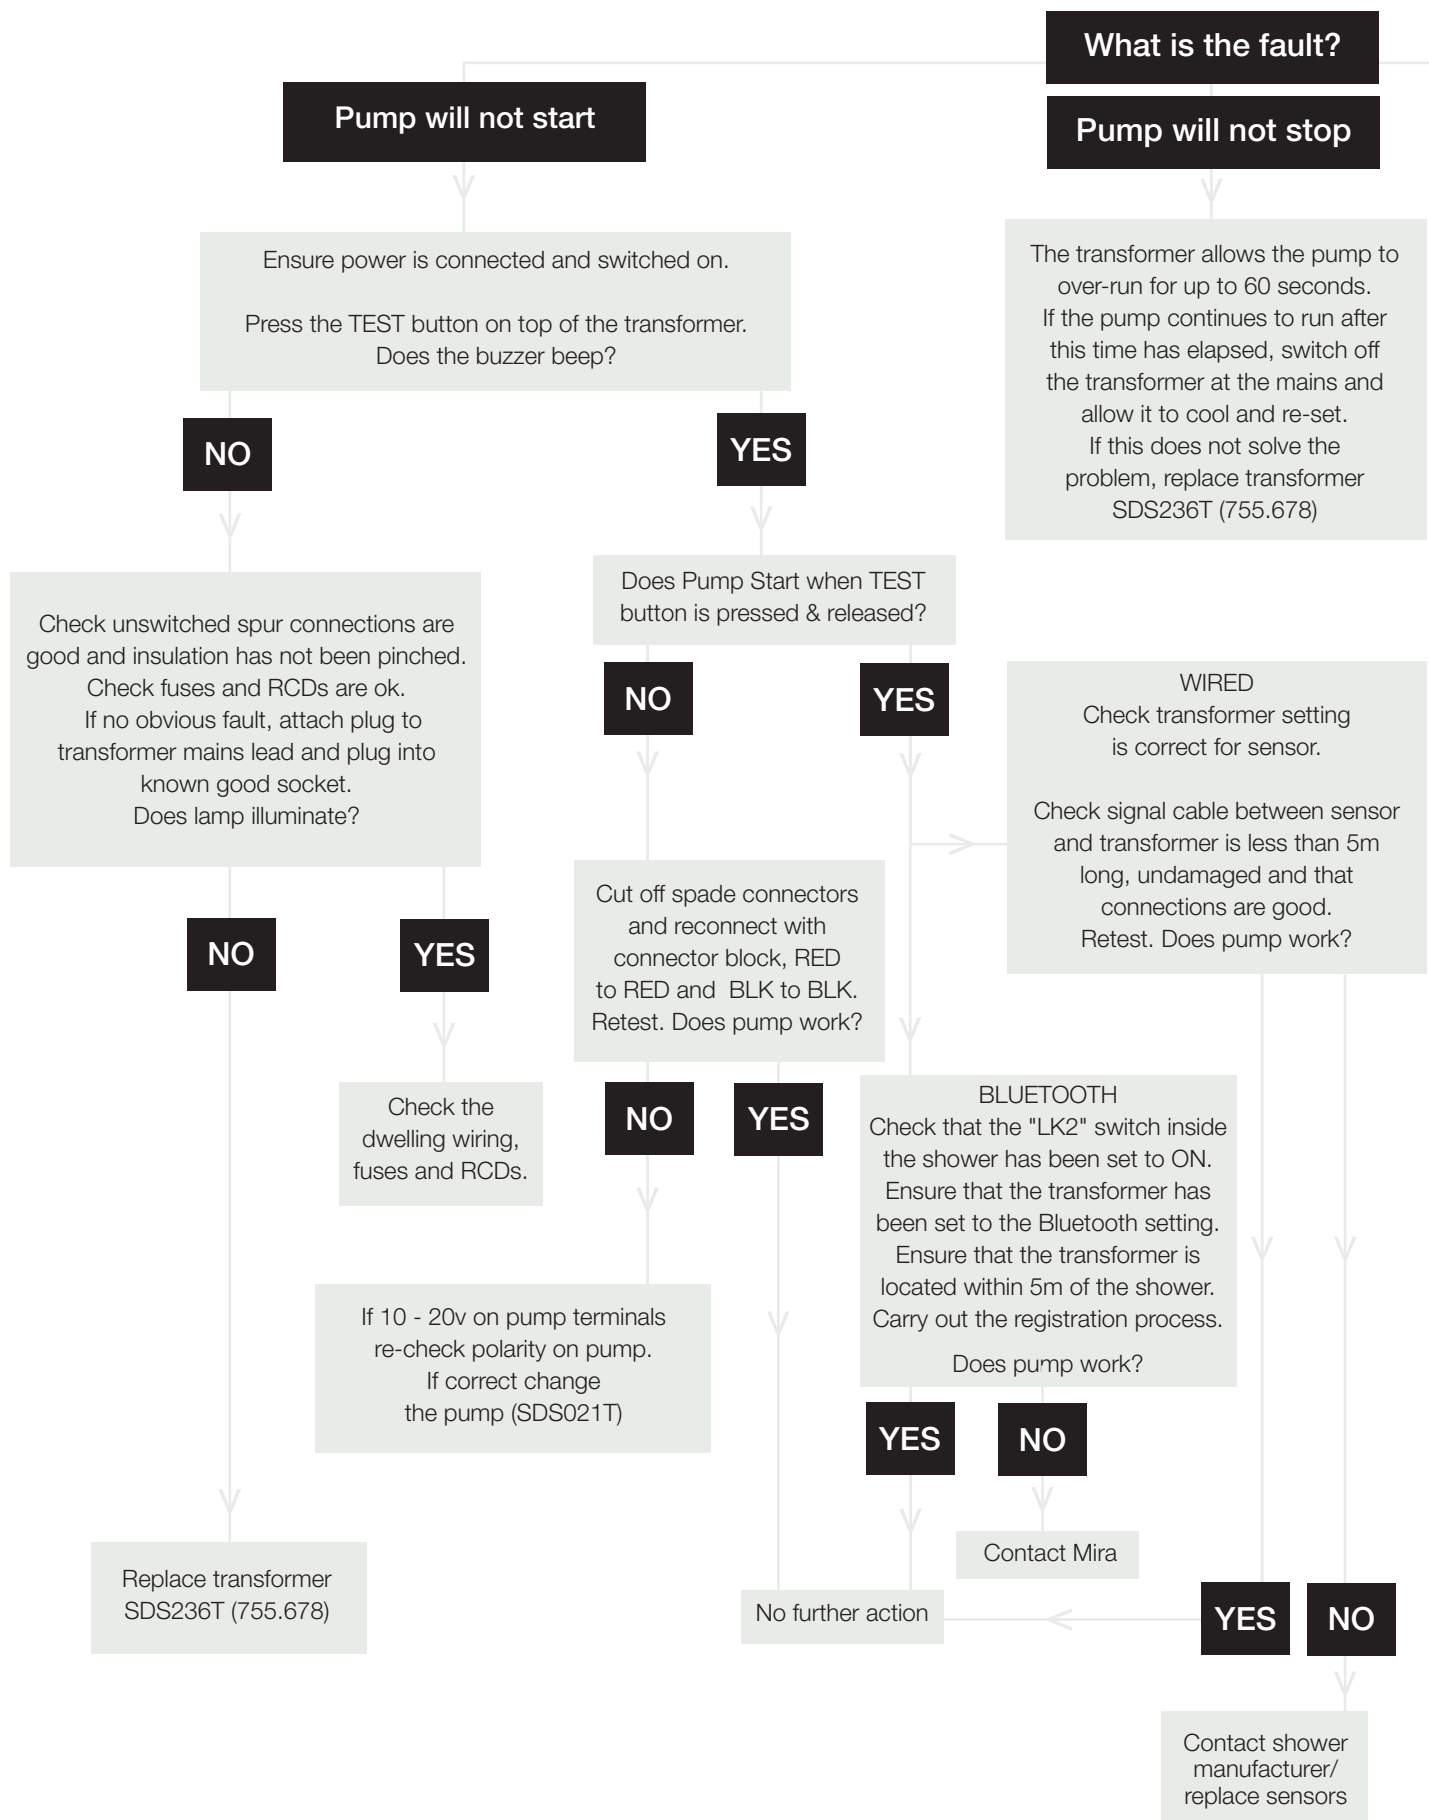 What is the fault?
Pump will not start
Pump will not stop
Ensure power is connected and switched on.
Press the TEST button on top of the transformer.
Does the buzzer beep?
The transformer allows the pump to
over-run for up to 60 seconds.
If the pump continues to run after
this time has elapsed, switch off
the transformer at the mains and
allow it to cool and re-set.
If this does not solve the
problem, replace transformer
SDS236T (755.678)
NO
YES
Check unswitched spur connections are
good and insulation has not been pinched.
Check fuses and RCDs are ok.
If no obvious fault, attach plug to
transformer mains lead and plug into
known good socket.
Does lamp illuminate?
Does Pump Start when TEST
button is pressed & released?
NO
YES
WIRED
Check transformer setting
is correct for sensor.
Check signal cable between sensor
and transformer is less than 5m
long, undamaged and that
connections are good.
Retest. Does pump work?
NO
YES
Cut off spade connectors
and reconnect with
connector block, RED
to RED and BLK to BLK.
Retest. Does pump work?
Check the
dwelling wiring,
fuses and RCDs.
NO
YES
BLUETOOTH
Check that the "LK2" switch inside
the shower has been set to ON.
Ensure that the transformer has
been set to the Bluetooth setting.
Ensure that the transformer is
located within 5m of the shower.
Carry out the registration process.
Does pump work?
If 10 - 20v on pump terminals
re-check polarity on pump.
If correct change
the pump (SDS021T)
YES
NO
Contact Mira
Replace transformer
SDS236T (755.678)
No further action
YES
NO
Contact shower
manufacturer/
replace sensors